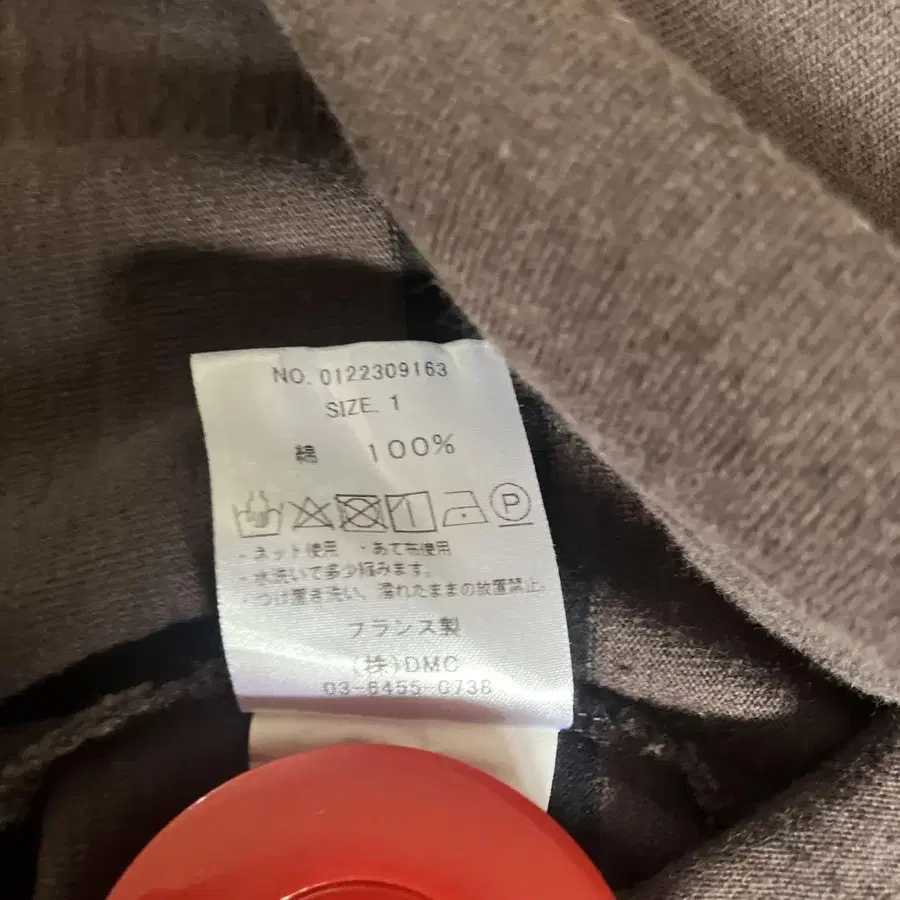 NO. 0122309163
SIZE. 1
綿 100%
P
・ネット使用 ・あて布使用
・水洗いで多少縮みます。
・つけ置き洗い、濡れたままの放置禁止。
フランス製
(株)DMC
03-6455-0738